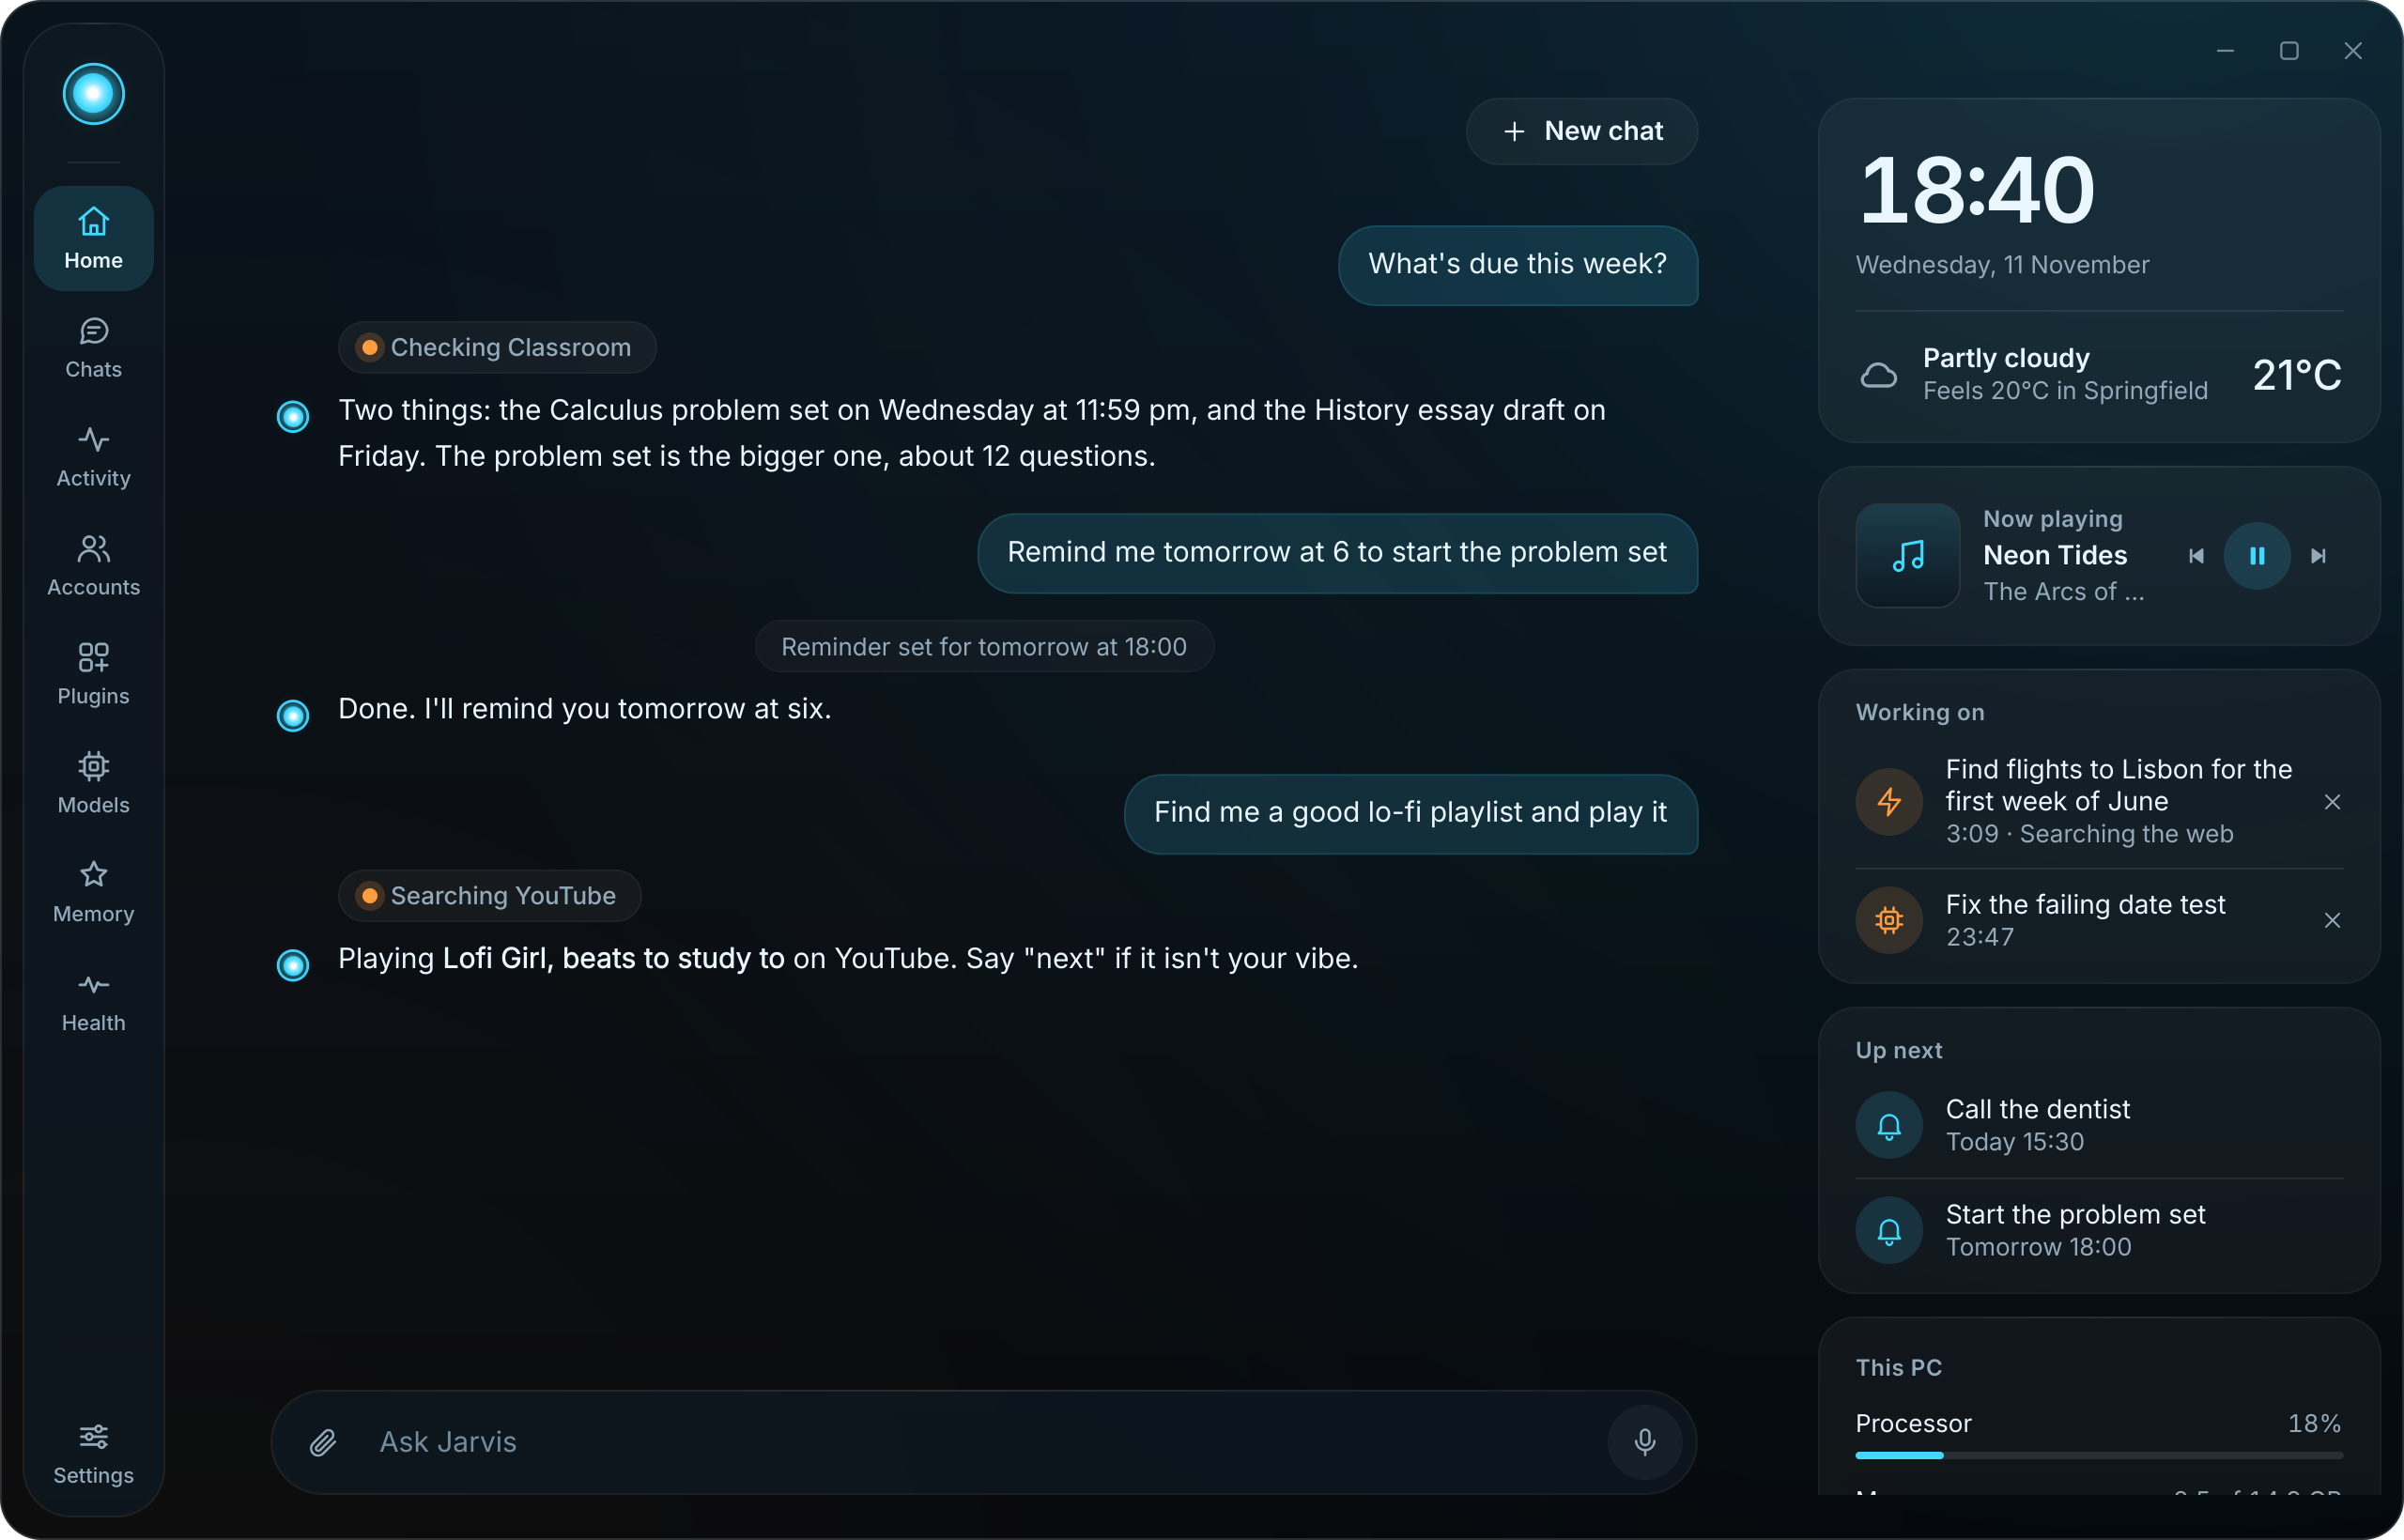 Home
Chats
Activity
Accounts
Plugins
Models
Memory
Health
Settings
New chat
What's due this week?
Checking Classroom
Two things: the Calculus problem set on Wednesday at 11:59 pm, and the History essay draft on
Friday. The problem set is the bigger one, about 12 questions.
Remind me tomorrow at 6 to start the problem set
Reminder set for tomorrow at 18:00
Done. I'll remind you tomorrow at six.
Find me a good lo-fi playlist and play it
Searching YouTube
Playing Lofi Girl, beats to study to on YouTube. Say "next" if it isn't your vibe.
Ask Jarvis
18:40
Wednesday, 11 November
Partly cloudy
Feels 20°C in Springfield
21°C
Now playing
Neon Tides
The Arcs of ...
Working on
Find flights to Lisbon for the
first week of June
3:09 · Searching the web
Fix the failing date test
23:47
Up next
Call the dentist
Today 15:30
Start the problem set
Tomorrow 18:00
This PC
Processor
18%